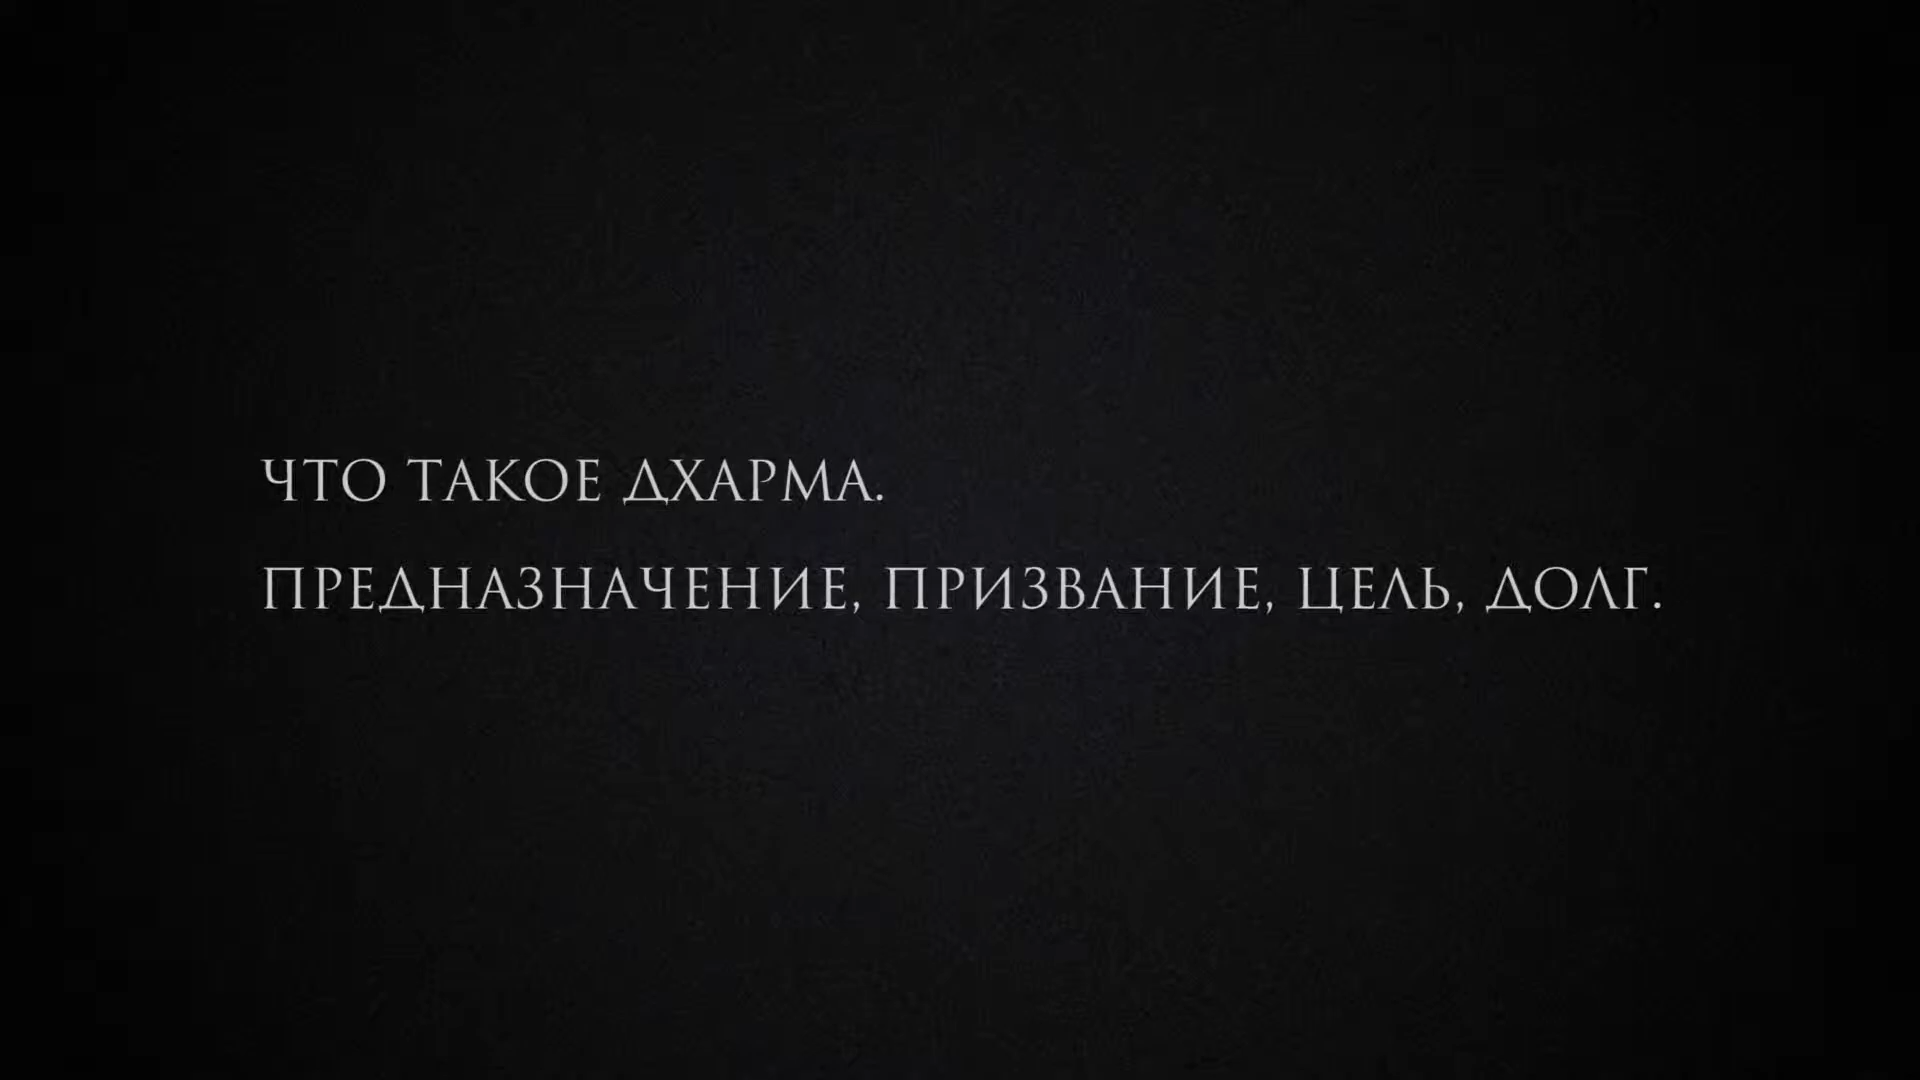 ЧТО ТАКОЕ ДХАРМА.
ПРЕДНАЗНАЧЕНИЕ, ПРИЗВАНИЕ, ЦЕЛЬ, ДОЛГ.